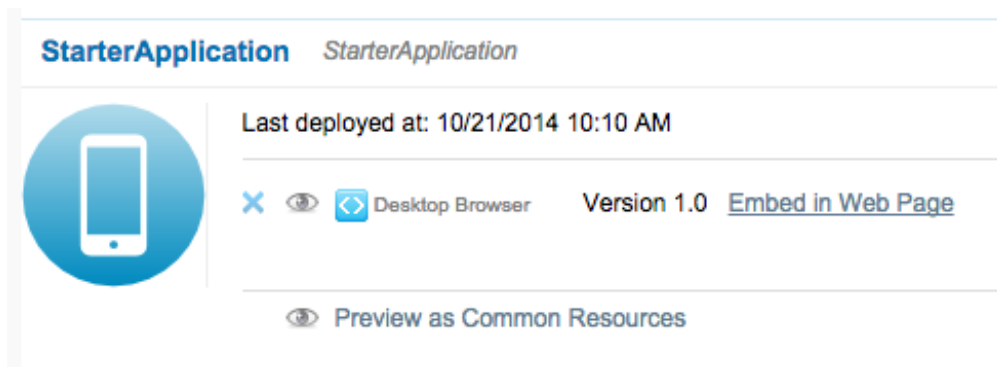 StarterApplication StarterApplication
Last deployed at: 10/21/2014 10:10 AM
Desktop Browser Version 1.0 Embed in Web Page
Preview as Common Resources